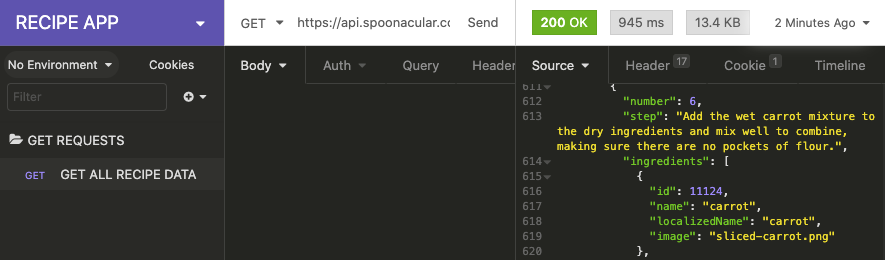 RECIPE APP
GET https://api.spoonacular.co Send
200 OK 945 ms 13.4 KB 2 Minutes Ago
No Environment Cookies
Body Auth Query Header
Source Header 17 Cookie 1 Timeline
Filter
GET REQUESTS
GET GET ALL RECIPE DATA
611 {
612 "number": 6,
613 "step": "Add the wet carrot mixture to
the dry ingredients and mix well to combine,
making sure there are no pockets of flour.",
614 "ingredients": [
615 {
616 "id": 11124,
617 "name": "carrot",
618 "localizedName": "carrot",
619 "image": "sliced-carrot.png"
620 },